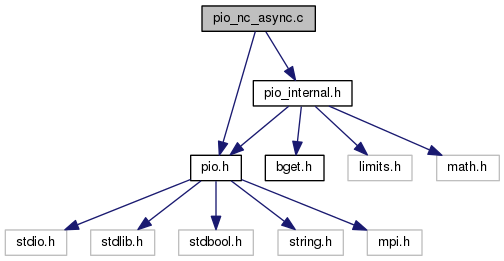 pio_nc_async.c
pio_internal.h
pio.h
bget.h
limits.h
math.h
stdio.h
stdlib.h
stdbool.h
string.h
mpi.h